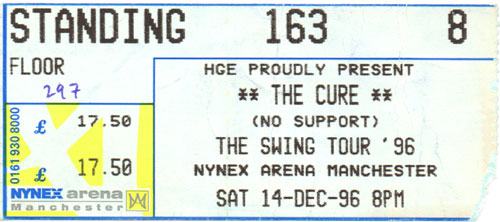 STANDING 163 8
FLOOR
297
0161 930 8000
£ 17.50
£ 17.50
NYNEX arena
Manchester
HGE PROUDLY PRESENT
** THE CURE **
(NO SUPPORT)
THE SWING TOUR '96
NYNEX ARENA MANCHESTER
SAT 14-DEC-96 8PM